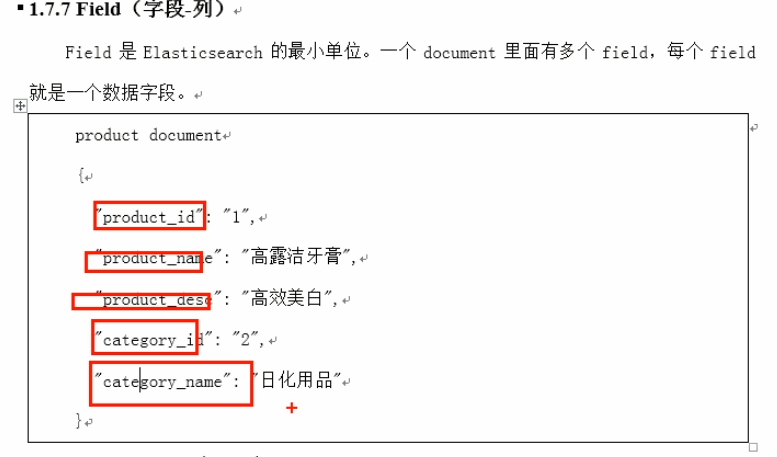 1.7.7 Field（字段-列）
Field 是 Elasticsearch 的最小单位。一个 document 里面有多个 field，每个 field
就是一个数据字段。
product document
{
"product_id": "1",
"product_name": "高露洁牙膏",
"product_desc": "高效美白",
"category_id": "2",
"category_name": "日化用品"
}